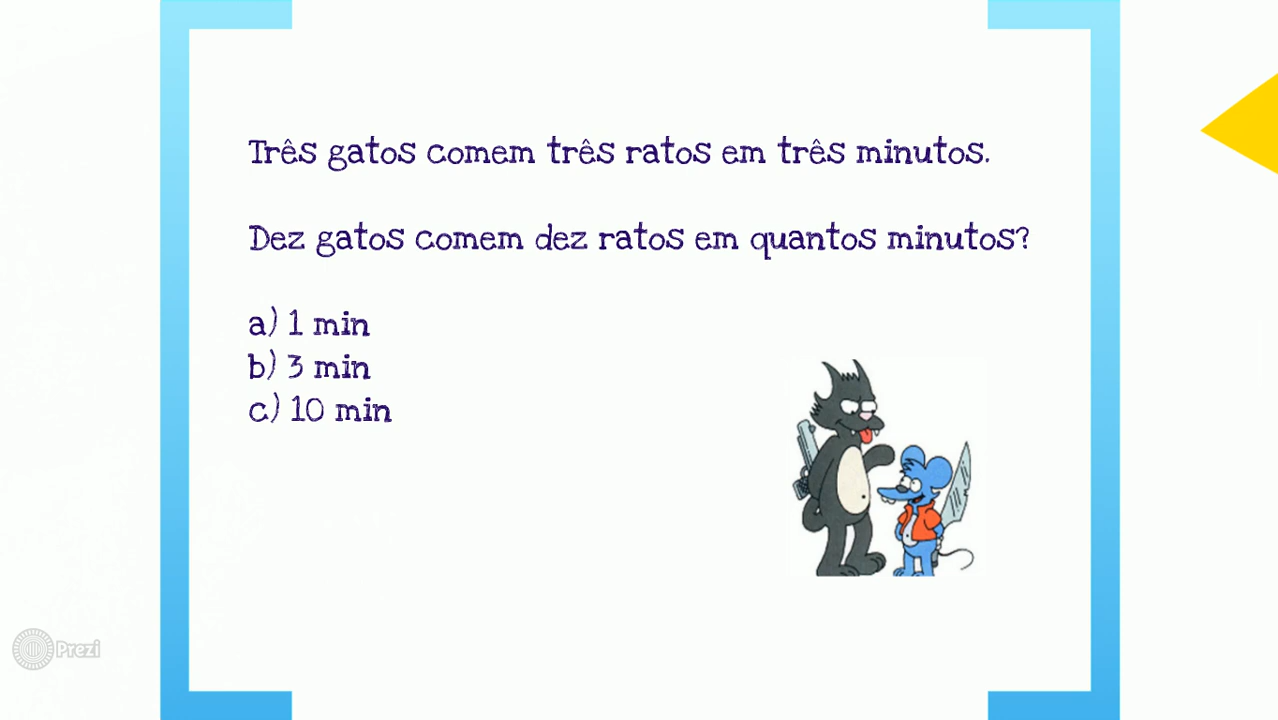 Três gatos comem três ratos em três minutos.
Dez gatos comem dez ratos em quantos minutos?
a) 1 min
b) 3 min
c) 10 min
Prezi